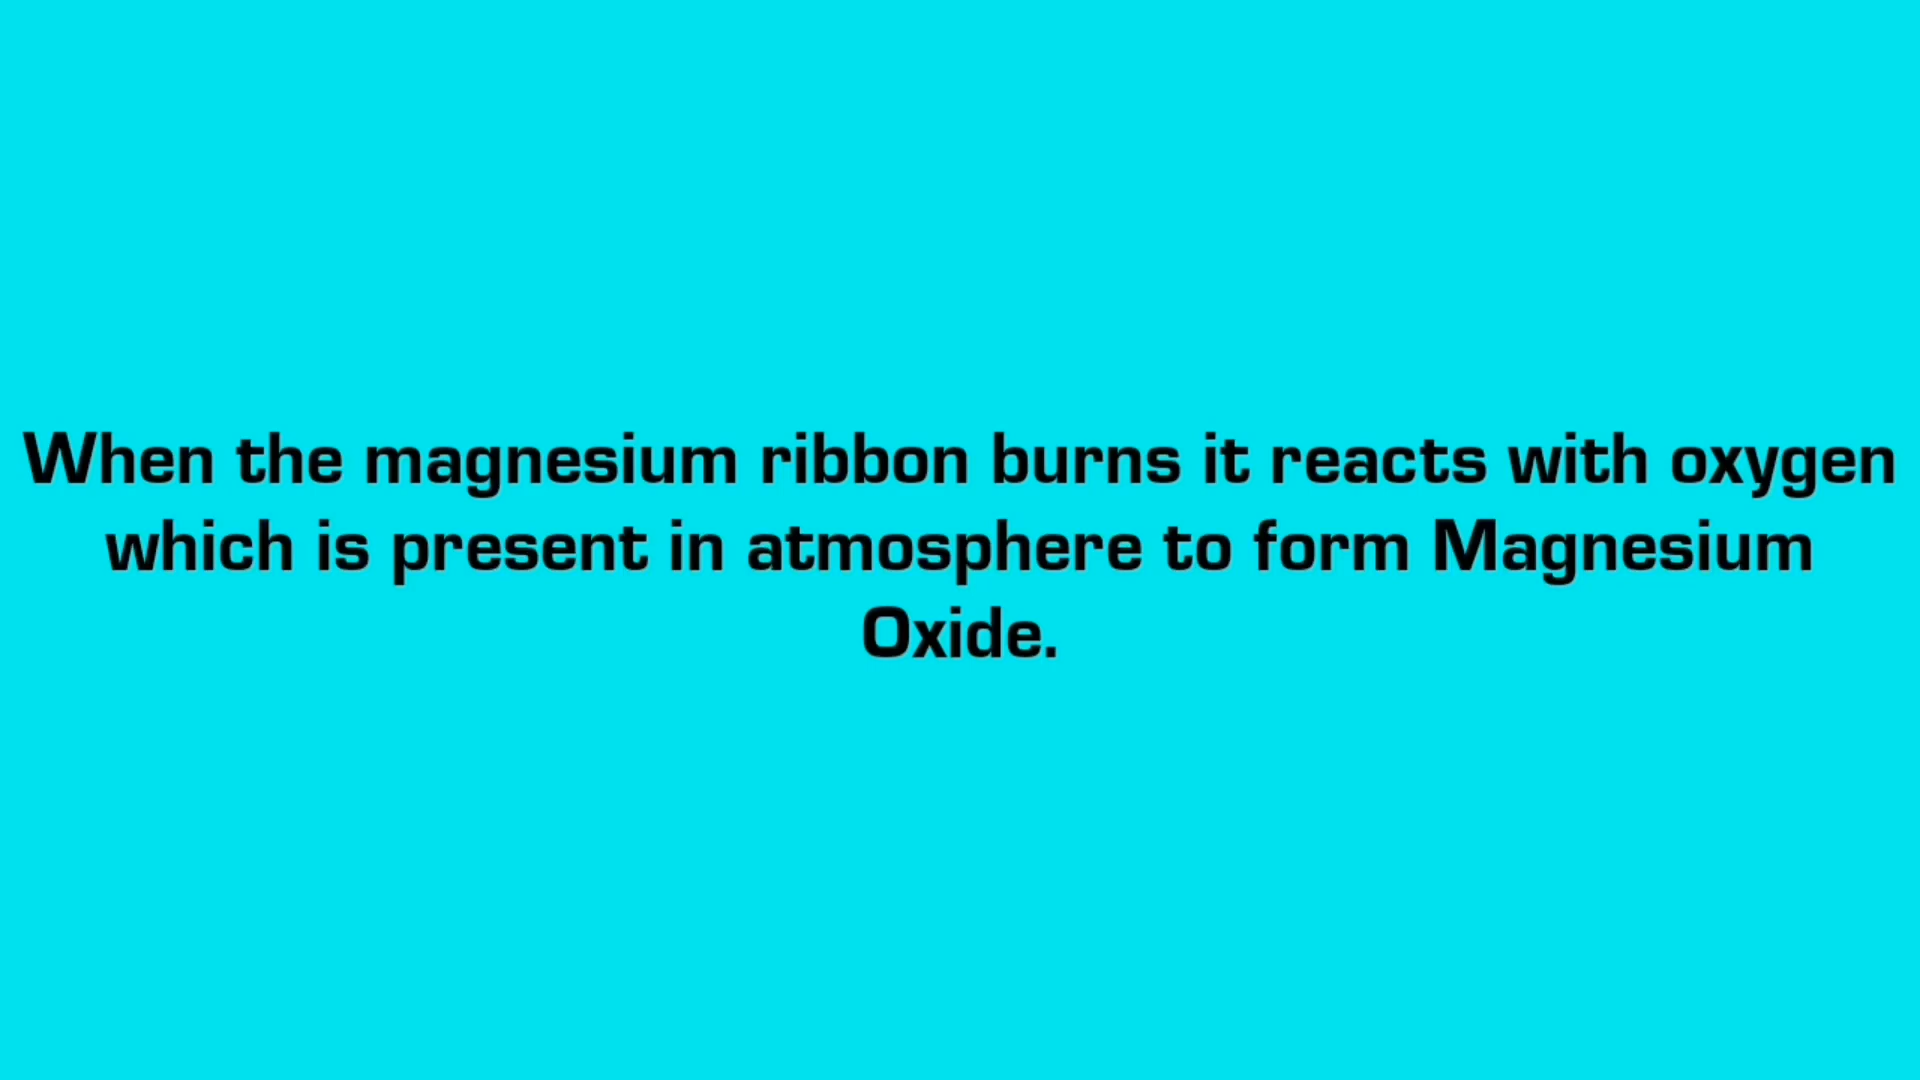 When the magnesium ribbon burns it reacts with oxygen
which is present in atmosphere to form Magnesium
Oxide.